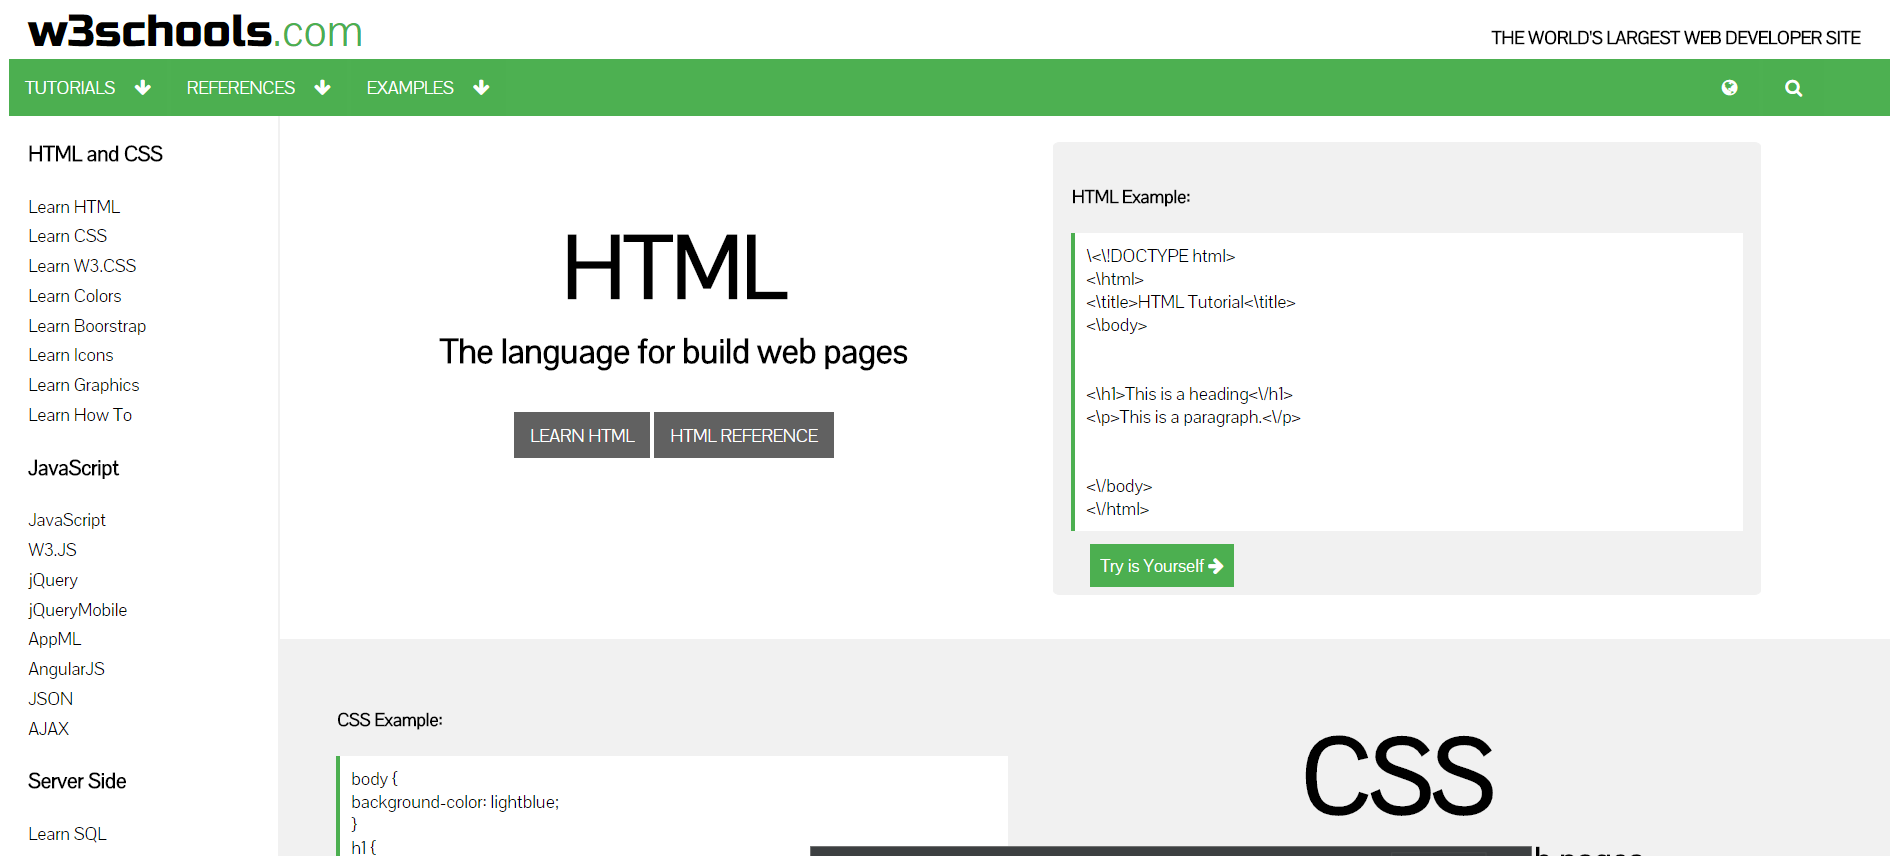 w3schools.com
THE WORLD'S LARGEST WEB DEVELOPER SITE
TUTORIALS REFERENCES EXAMPLES
HTML and CSS
Learn HTML
Learn CSS
Learn W3.CSS
Learn Colors
Learn Boorstrap
Learn Icons
Learn Graphics
Learn How To
JavaScript
JavaScript
W3.JS
jQuery
jQueryMobile
AppML
AngularJS
JSON
AJAX
Server Side
Learn SQL
HTML
The language for build web pages
LEARN HTML HTML REFERENCE
HTML Example:
\<\!DOCTYPE html>
<\html>
<\title>HTML Tutorial<\title>
<\body>
<\h1>This is a heading<\/h1>
<\p>This is a paragraph.<\/p>
<\/body>
<\/html>
Try is Yourself
CSS Example:
body {
background-color: lightblue;
}
h1 {
CSS